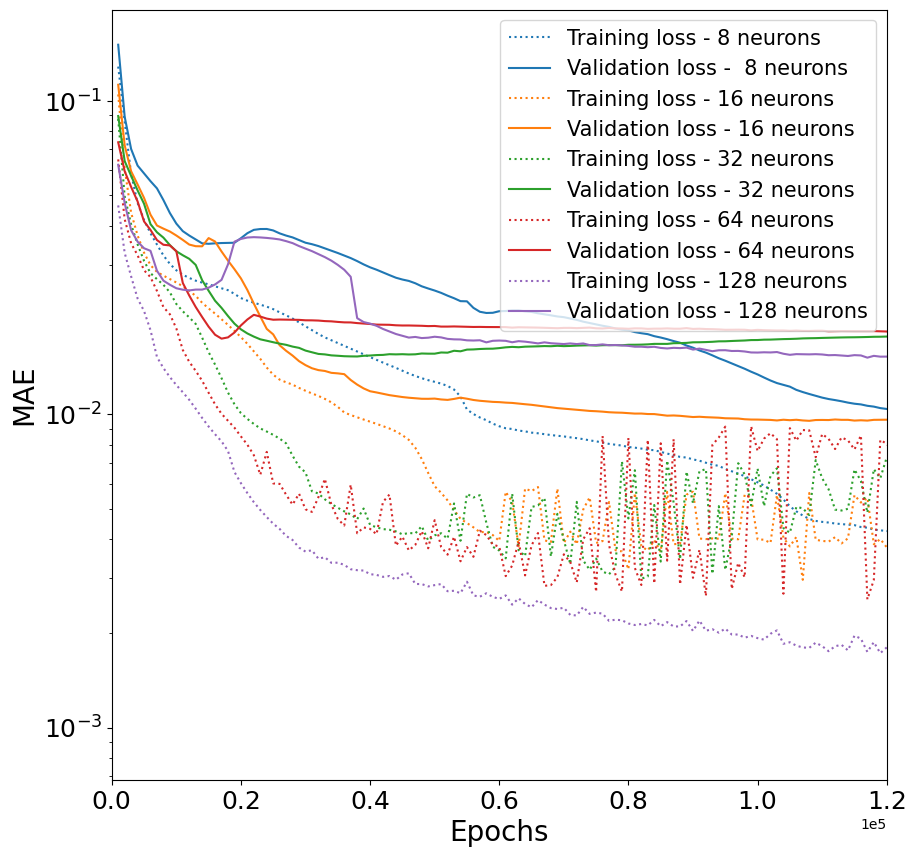 Training loss - 8 neurons
Validation loss -  8 neurons
Training loss - 16 neurons
Validation loss - 16 neurons
Training loss - 32 neurons
Validation loss - 32 neurons
Training loss - 64 neurons
Validation loss - 64 neurons
Training loss - 128 neurons
Validation loss - 128 neurons
10⁻¹
10⁻²
10⁻³
MAE
0.0 0.2 0.4 0.6 0.8 1.0 1.2
1e5
Epochs